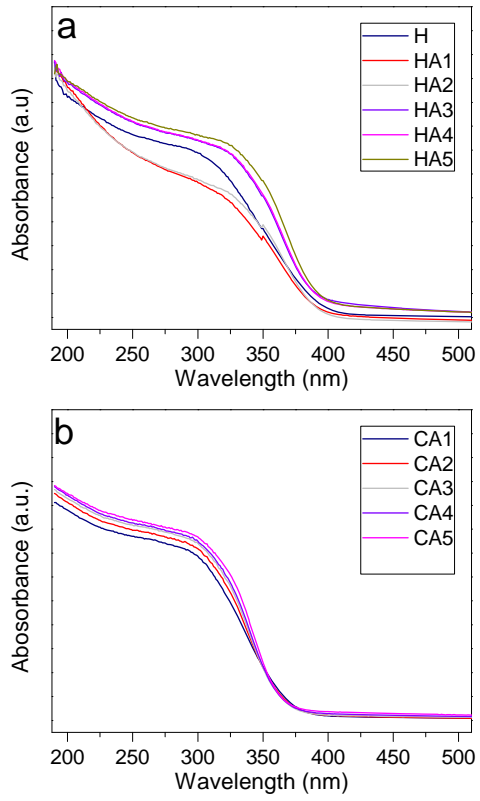 a
H
HA1
HA2
HA3
HA4
HA5
Absorbance (a.u)
200 250 300 350 400 450 500
Wavelength (nm)
b
CA1
CA2
CA3
CA4
CA5
Abosorbance (a.u.)
200 250 300 350 400 450 500
Wavelength (nm)